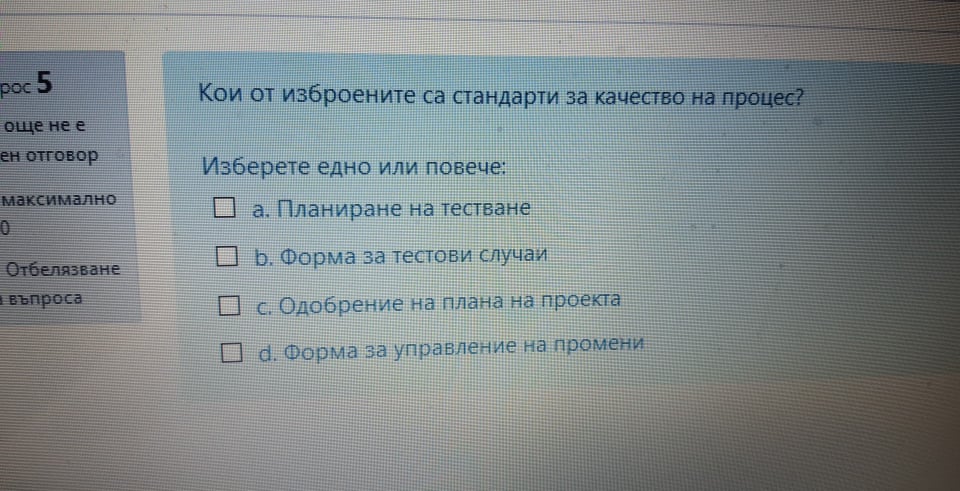 рос 5
още не е
ен отговор
максимално
0
Отбелязване
въпроса
Кои от изброените са стандарти за качество на процес?
Изберете едно или повече:
a. Планиране на тестване
b. Форма за тестови случаи
c. Одобрение на плана на проекта
d. Форма за управление на промени